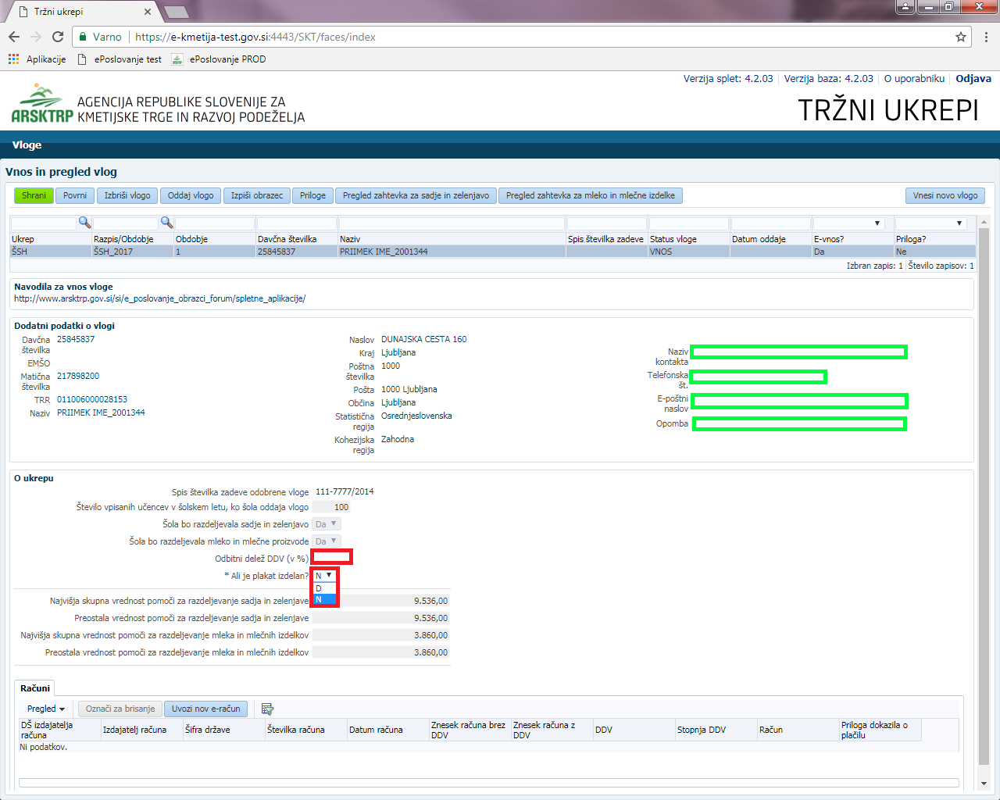 Tržni ukrepi
Varno https://e-kmetija-test.gov.si:4443/SKT/faces/index
Aplikacije ePoslovanje test ePoslovanje PROD
Verzija splet: 4.2.03 Verzija baza: 4.2.03 O uporabniku Odjava
ARSKTRP
AGENCIJA REPUBLIKE SLOVENIJE ZA
KMETIJSKE TRGE IN RAZVOJ PODEŽELJA
TRŽNI UKREPI
Vloge
Vnos in pregled vlog
Shrani Povrni Izbriši vlogo Oddaj vlogo Izpiši obrazec Priloge Pregled zahtevka za sadje in zelenjavo Pregled zahtevka za mleko in mlečne izdelke Vnesi novo vlogo
Ukrep Razpis/Obdobje Obdobje Davčna številka Naziv Spis številka zadeve Status vloge Datum oddaje E-vnos? Priloga?
ŠSH ŠSH_2017 1 25845837 PRIIMEK IME_2001344 VNOS Da Ne
Izbran zapis: 1 Število zapisov: 1
Navodila za vnos vloge
http://www.arsktrp.gov.si/si/e_poslovanje_obrazci_forum/spletne_aplikacije/
Dodatni podatki o vlogi
Davčna številka 25845837
EMŠO
Matična številka 217898200
TRR 011006000028153
Naziv PRIIMEK IME_2001344
Naslov DUNAJSKA CESTA 160
Kraj Ljubljana
Poštna številka 1000
Pošta 1000 Ljubljana
Občina Ljubljana
Statistična regija Osrednjeslovenska
Kohezijska regija Zahodna
Naziv kontakta
Telefonska št.
E-poštni naslov
Opomba
O ukrepu
Spis številka zadeve odobrene vloge 111-7777/2014
Število vpisanih učencev v šolskem letu, ko šola oddaja vlogo 100
Šola bo razdeljevala sadje in zelenjavo Da
Šola bo razdeljevala mleko in mlečne proizvode Da
Odbitni delež DDV (v %)
* Ali je plakat izdelan? N
D
N
Najvišja skupna vrednost pomoči za razdeljevanje sadja in zelenjave 9.536,00
Preostala vrednost pomoči za razdeljevanje sadja in zelenjave 9.536,00
Najvišja skupna vrednost pomoči za razdeljevanje mleka in mlečnih izdelkov 3.860,00
Preostala vrednost pomoči za razdeljevanje mleka in mlečnih izdelkov 3.860,00
Računi
Pregled Označi za brisanje Uvozi nov e-račun
DŠ izdajatelja računa Izdajatelj računa Šifra države Številka računa Datum računa Znesek računa brez DDV Znesek računa z DDV DDV Stopnja DDV Račun Priloga dokazila o plačilu
Ni podatkov.